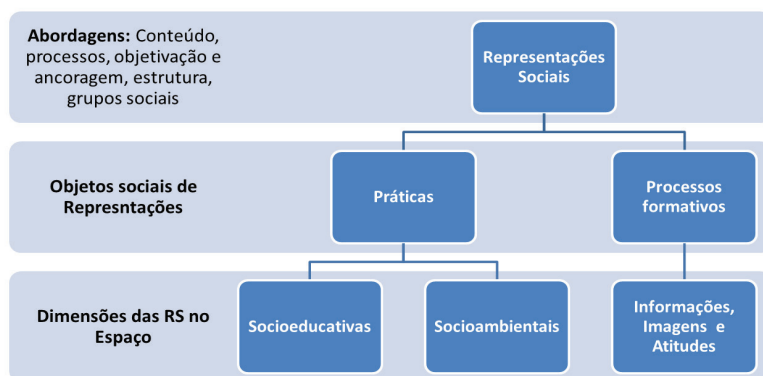 Abordagens: Conteúdo,
processos, objetivação e
ancoragem, estrutura,
grupos sociais
Representações
Sociais
Objetos sociais de
Represntações
Práticas
Processos
formativos
Dimensões das RS no
Espaço
Socioeducativas
Socioambientais
Informações,
Imagens e
Atitudes